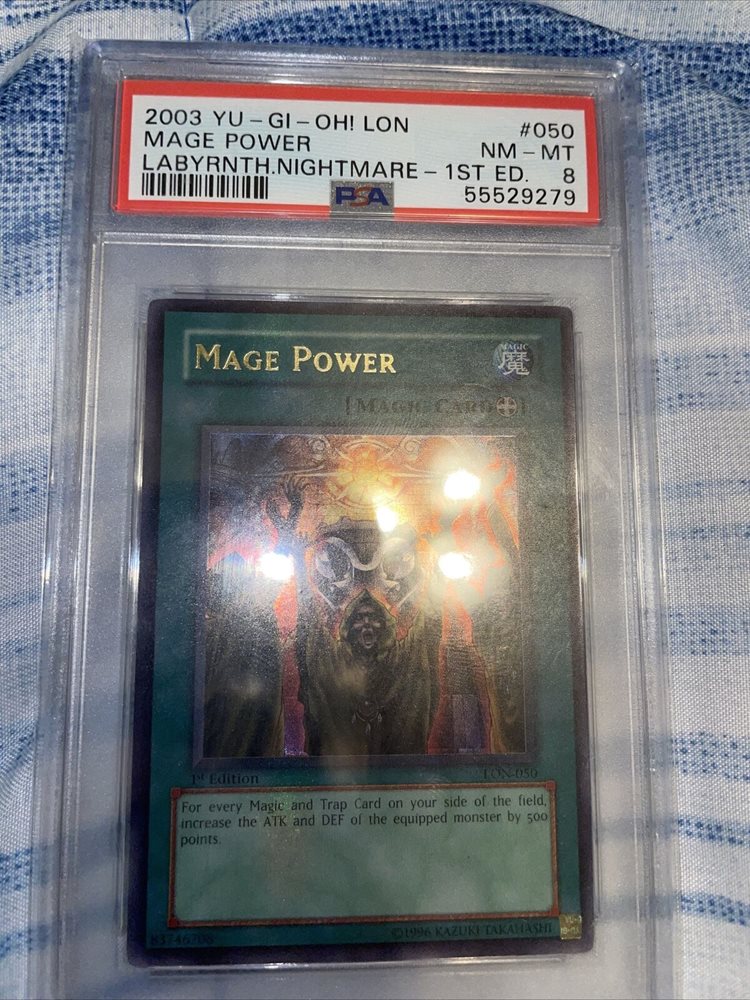 2003 YU-GI-OH! LON #050
MAGE POWER NM-MT
LABYRNTH.NIGHTMARE-1ST ED. 8
PSA 55529279
MAGE POWER
MAGIC
魔
[MAGIC CARD]
1st Edition LON-050
For every Magic and Trap Card on your side of the field,
increase the ATK and DEF of the equipped monster by 500
points.
83746708 ©1996 KAZUKI TAKAHASHI